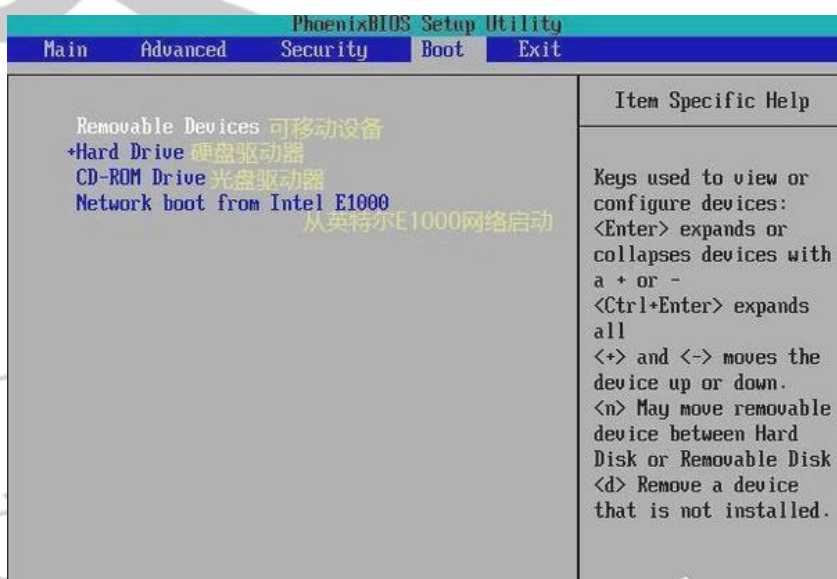 PhoenixBIOS Setup Utility
Main Advanced Security Boot Exit
Removable Devices 可移动设备
+Hard Drive 硬盘驱动器
CD-ROM Drive 光盘驱动器
Network boot from Intel E1000
从英特尔E1000网络启动
Item Specific Help
Keys used to view or
configure devices:
<Enter> expands or
collapses devices with
a + or -
<Ctrl+Enter> expands
all
<+> and <-> moves the
device up or down.
<n> May move removable
device between Hard
Disk or Removable Disk
<d> Remove a device
that is not installed.